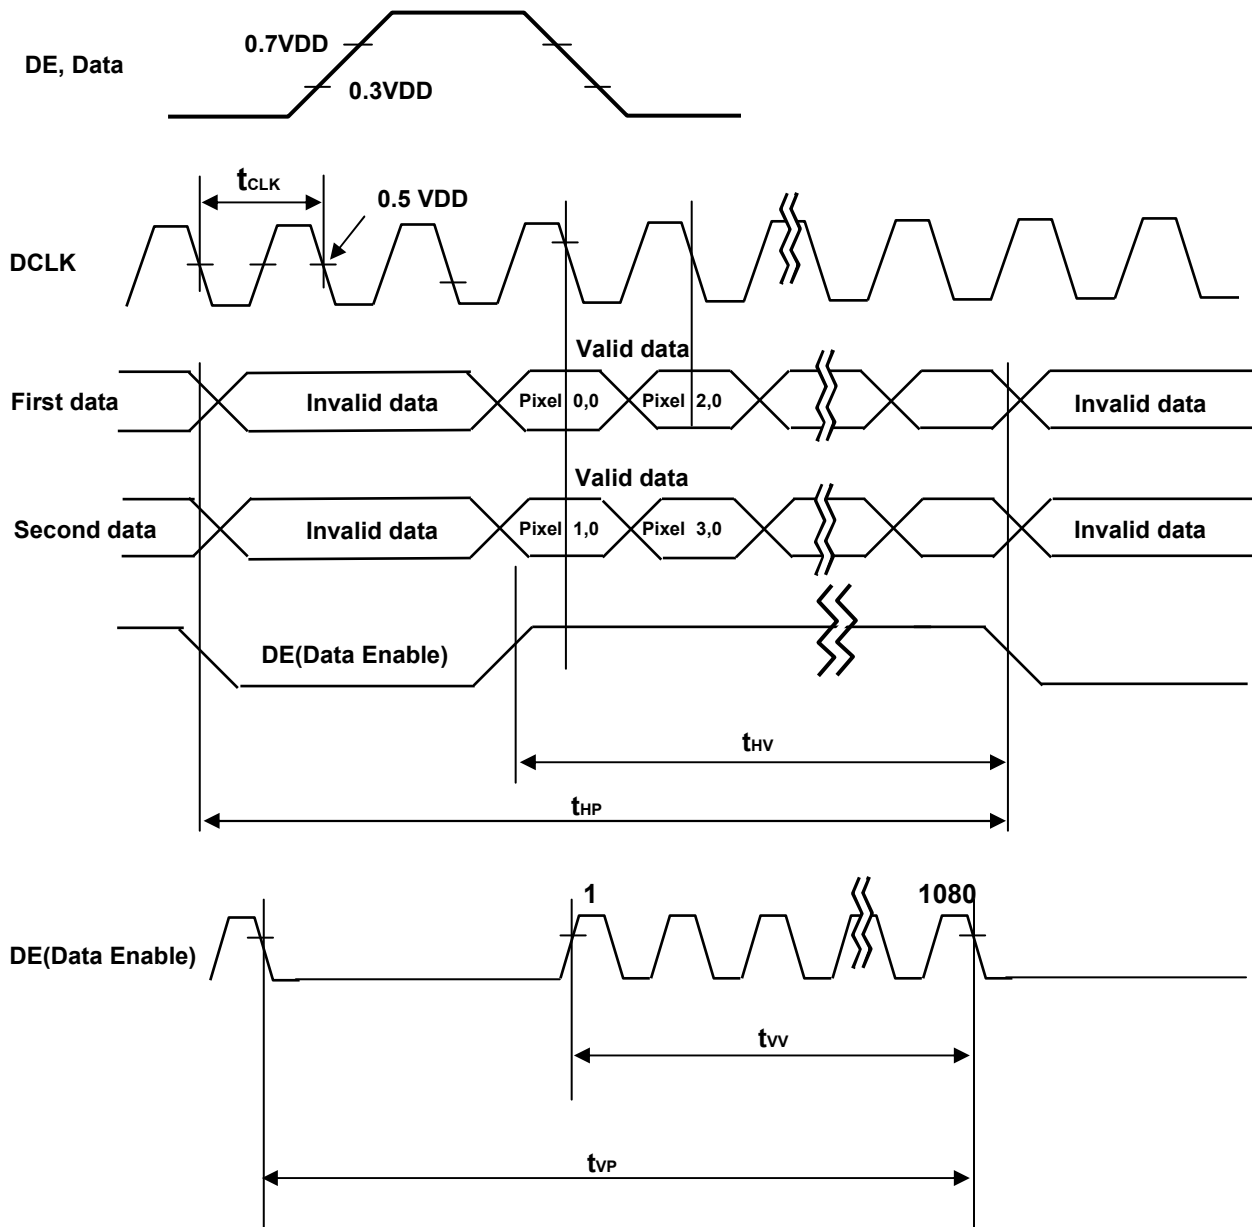 0.7VDD
DE, Data
0.3VDD
tCLK
0.5 VDD
DCLK
Valid data
First data
Invalid data
Pixel 0,0
Pixel 2,0
Invalid data
Valid data
Second data
Invalid data
Pixel 1,0
Pixel 3,0
Invalid data
DE(Data Enable)
tHV
tHP
1
1080
DE(Data Enable)
tVV
tVP